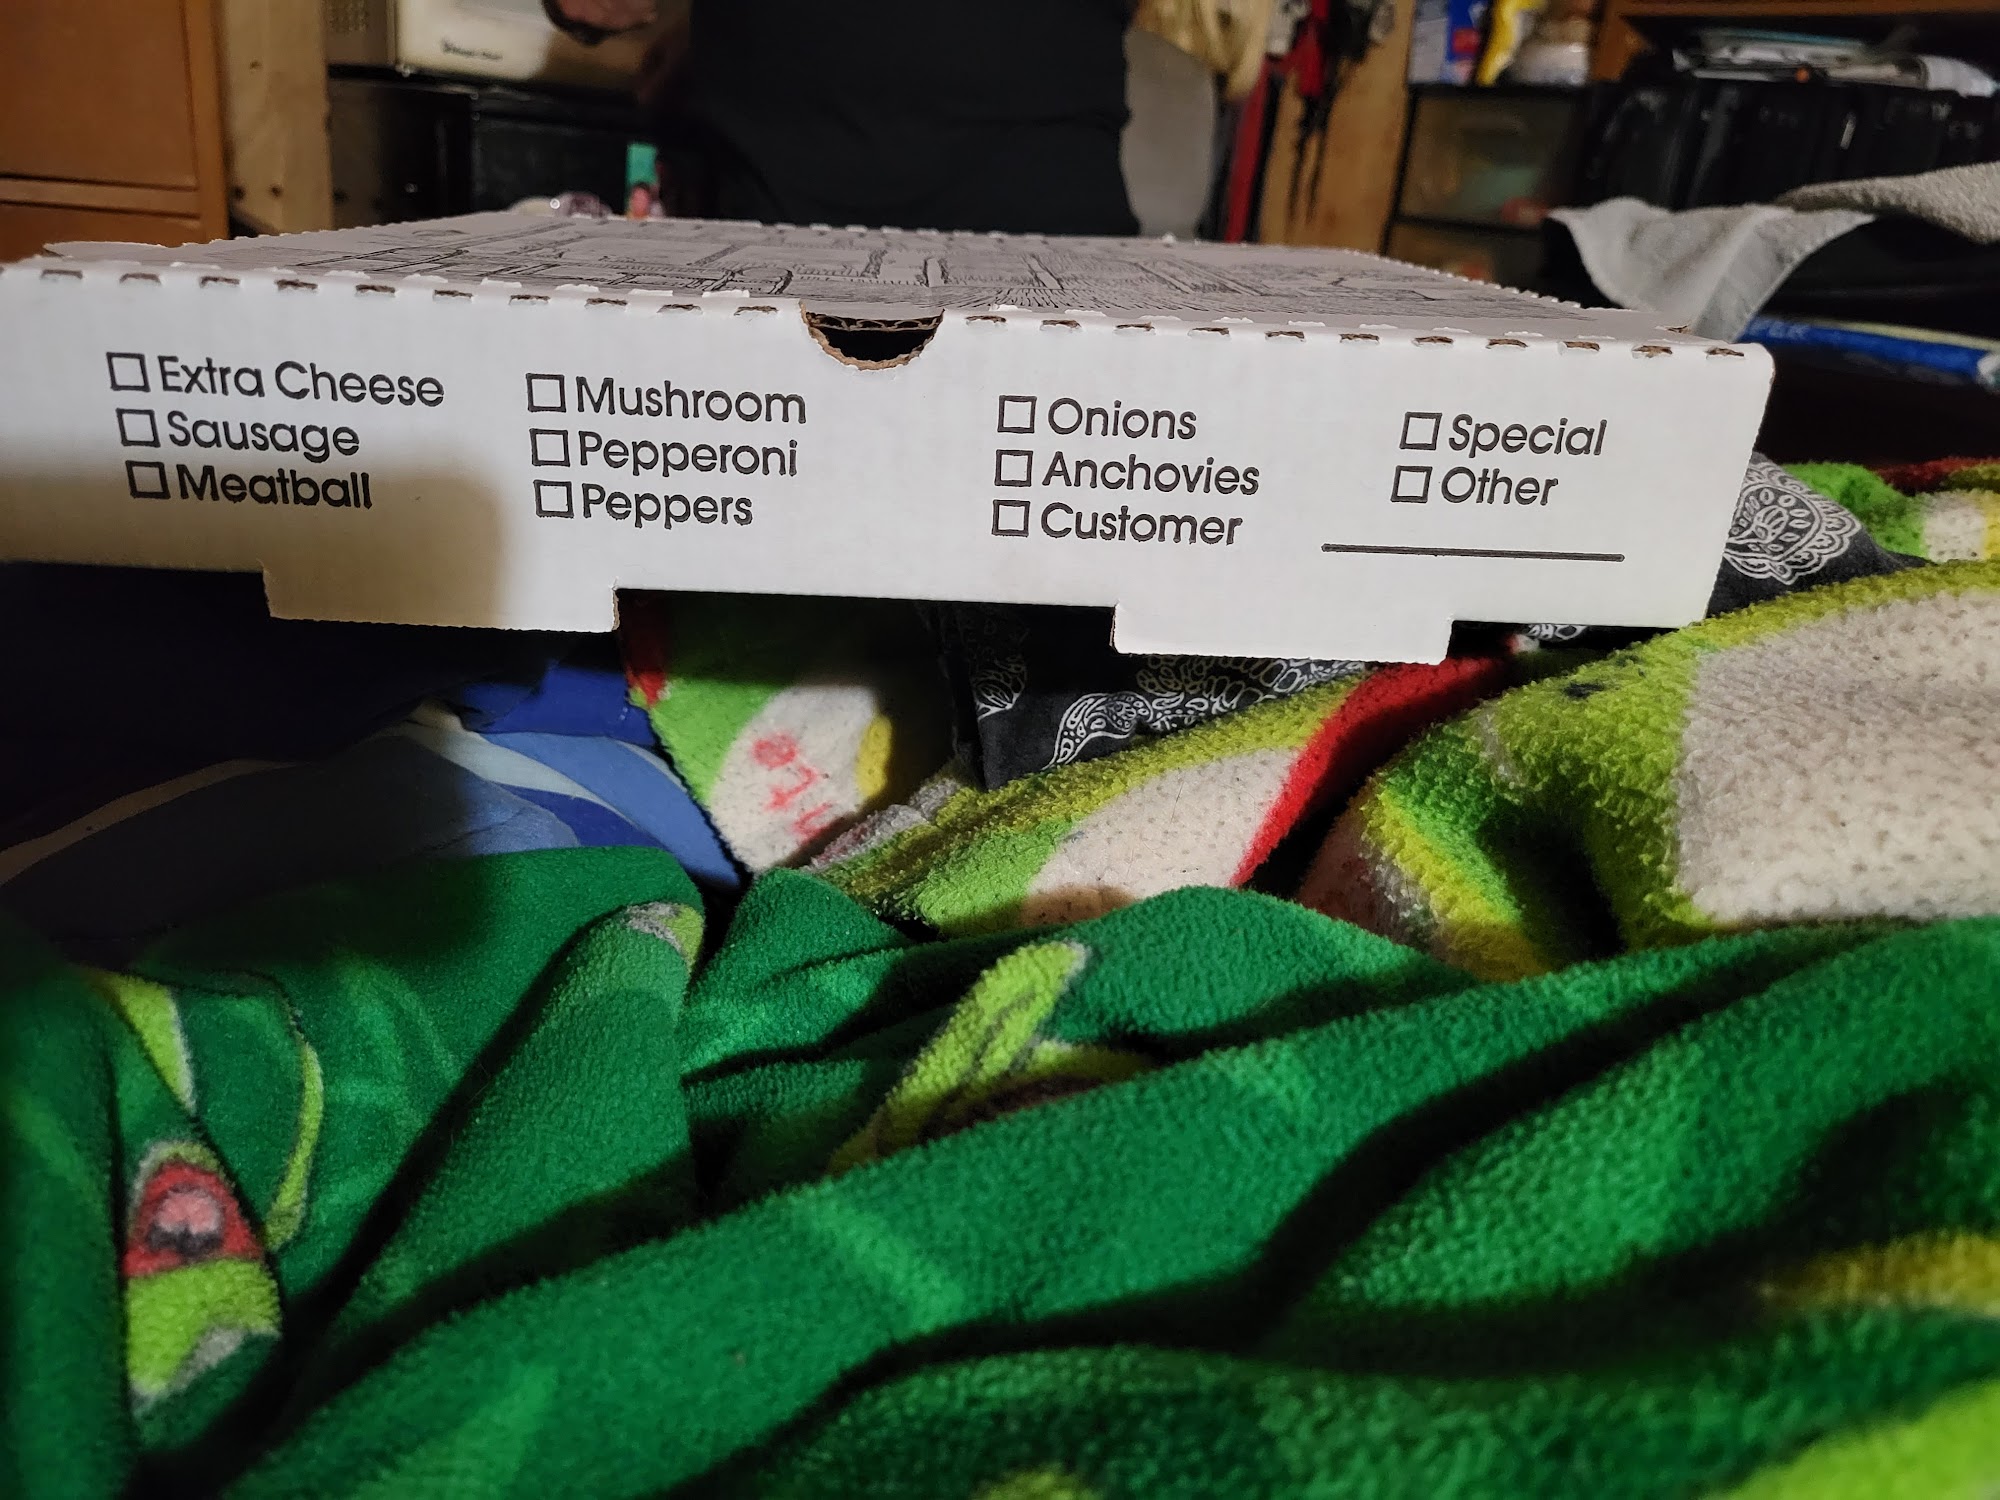 Extra Cheese
Sausage
Meatball
Mushroom
Pepperoni
Peppers
Onions
Anchovies
Customer
Special
Other